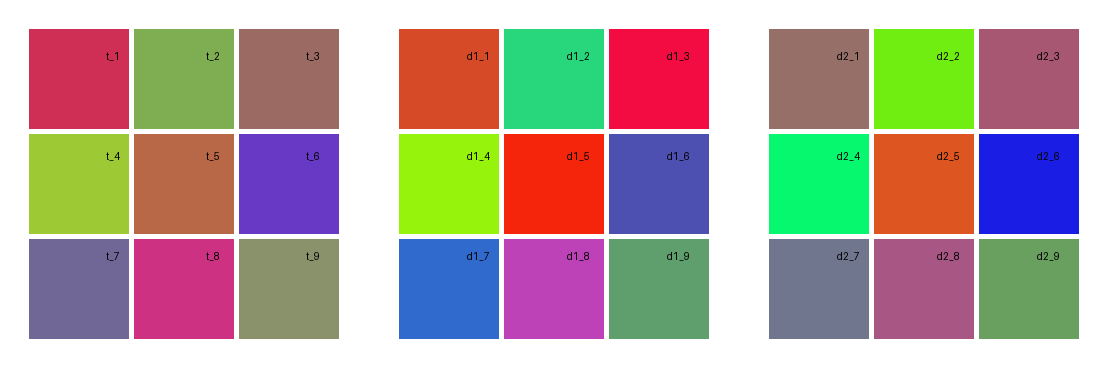 t_1 t_2 t_3 d1_1 d1_2 d1_3 d2_1 d2_2 d2_3
t_4 t_5 t_6 d1_4 d1_5 d1_6 d2_4 d2_5 d2_6
t_7 t_8 t_9 d1_7 d1_8 d1_9 d2_7 d2_8 d2_9